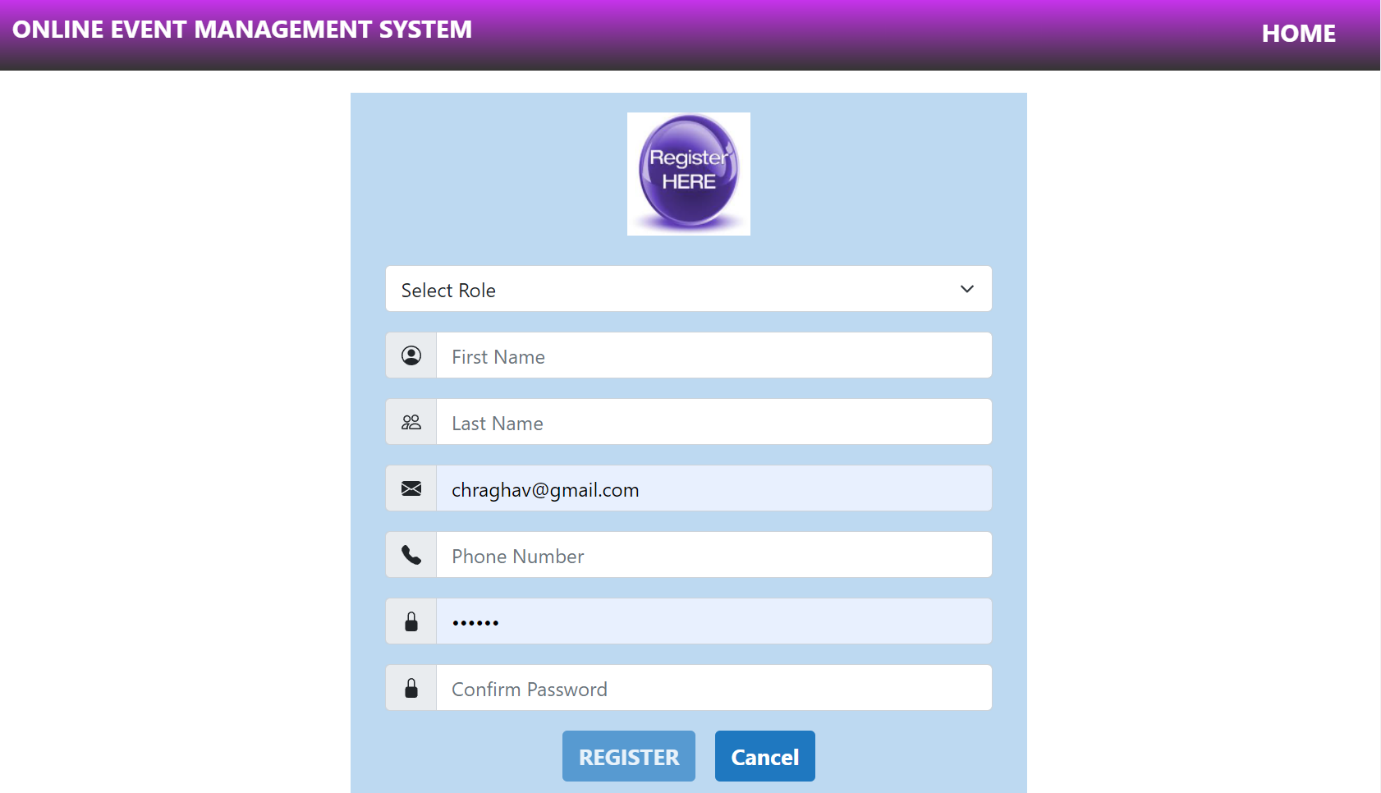 ONLINE EVENT MANAGEMENT SYSTEM
HOME
Register
HERE
Select Role
First Name
Last Name
chraghav@gmail.com
Phone Number
••••••
Confirm Password
REGISTER
Cancel